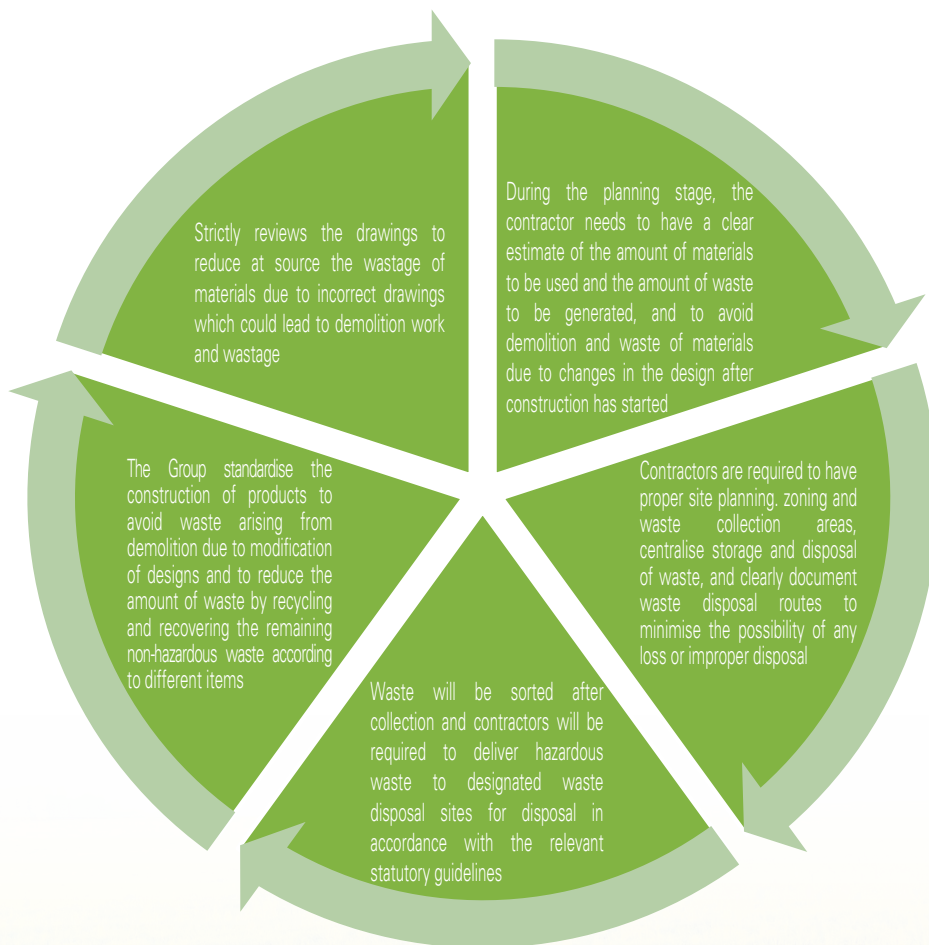 Strictly reviews the drawings to
reduce at source the wastage of
materials due to incorrect drawings
which could lead to demolition work
and wastage
During the planning stage, the
contractor needs to have a clear
estimate of the amount of materials
to be used and the amount of waste
to be generated, and to avoid
demolition and waste of materials
due to changes in the design after
construction has started
Contractors are required to have
proper site planning. zoning and
waste collection areas,
centralise storage and disposal
of waste, and clearly document
waste disposal routes to
minimise the possibility of any
loss or improper disposal
Waste will be sorted after
collection and contractors will be
required to deliver hazardous
waste to designated waste
disposal sites for disposal in
accordance with the relevant
statutory guidelines
The Group standardise the
construction of products to
avoid waste arising from
demolition due to modification
of designs and to reduce the
amount of waste by recycling
and recovering the remaining
non-hazardous waste according
to different items